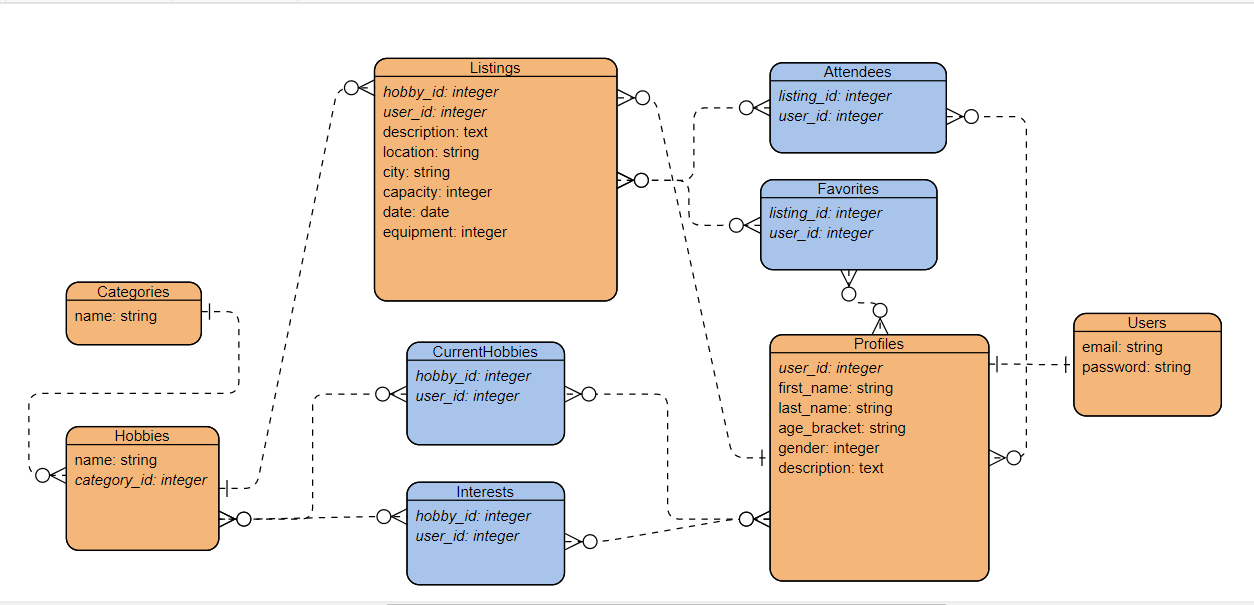 Listings
hobby_id: integer
user_id: integer
description: text
location: string
city: string
capacity: integer
date: date
equipment: integer
Attendees
listing_id: integer
user_id: integer
Favorites
listing_id: integer
user_id: integer
Categories
name: string
CurrentHobbies
hobby_id: integer
user_id: integer
Profiles
user_id: integer
first_name: string
last_name: string
age_bracket: string
gender: integer
description: text
Users
email: string
password: string
Hobbies
name: string
category_id: integer
Interests
hobby_id: integer
user_id: integer